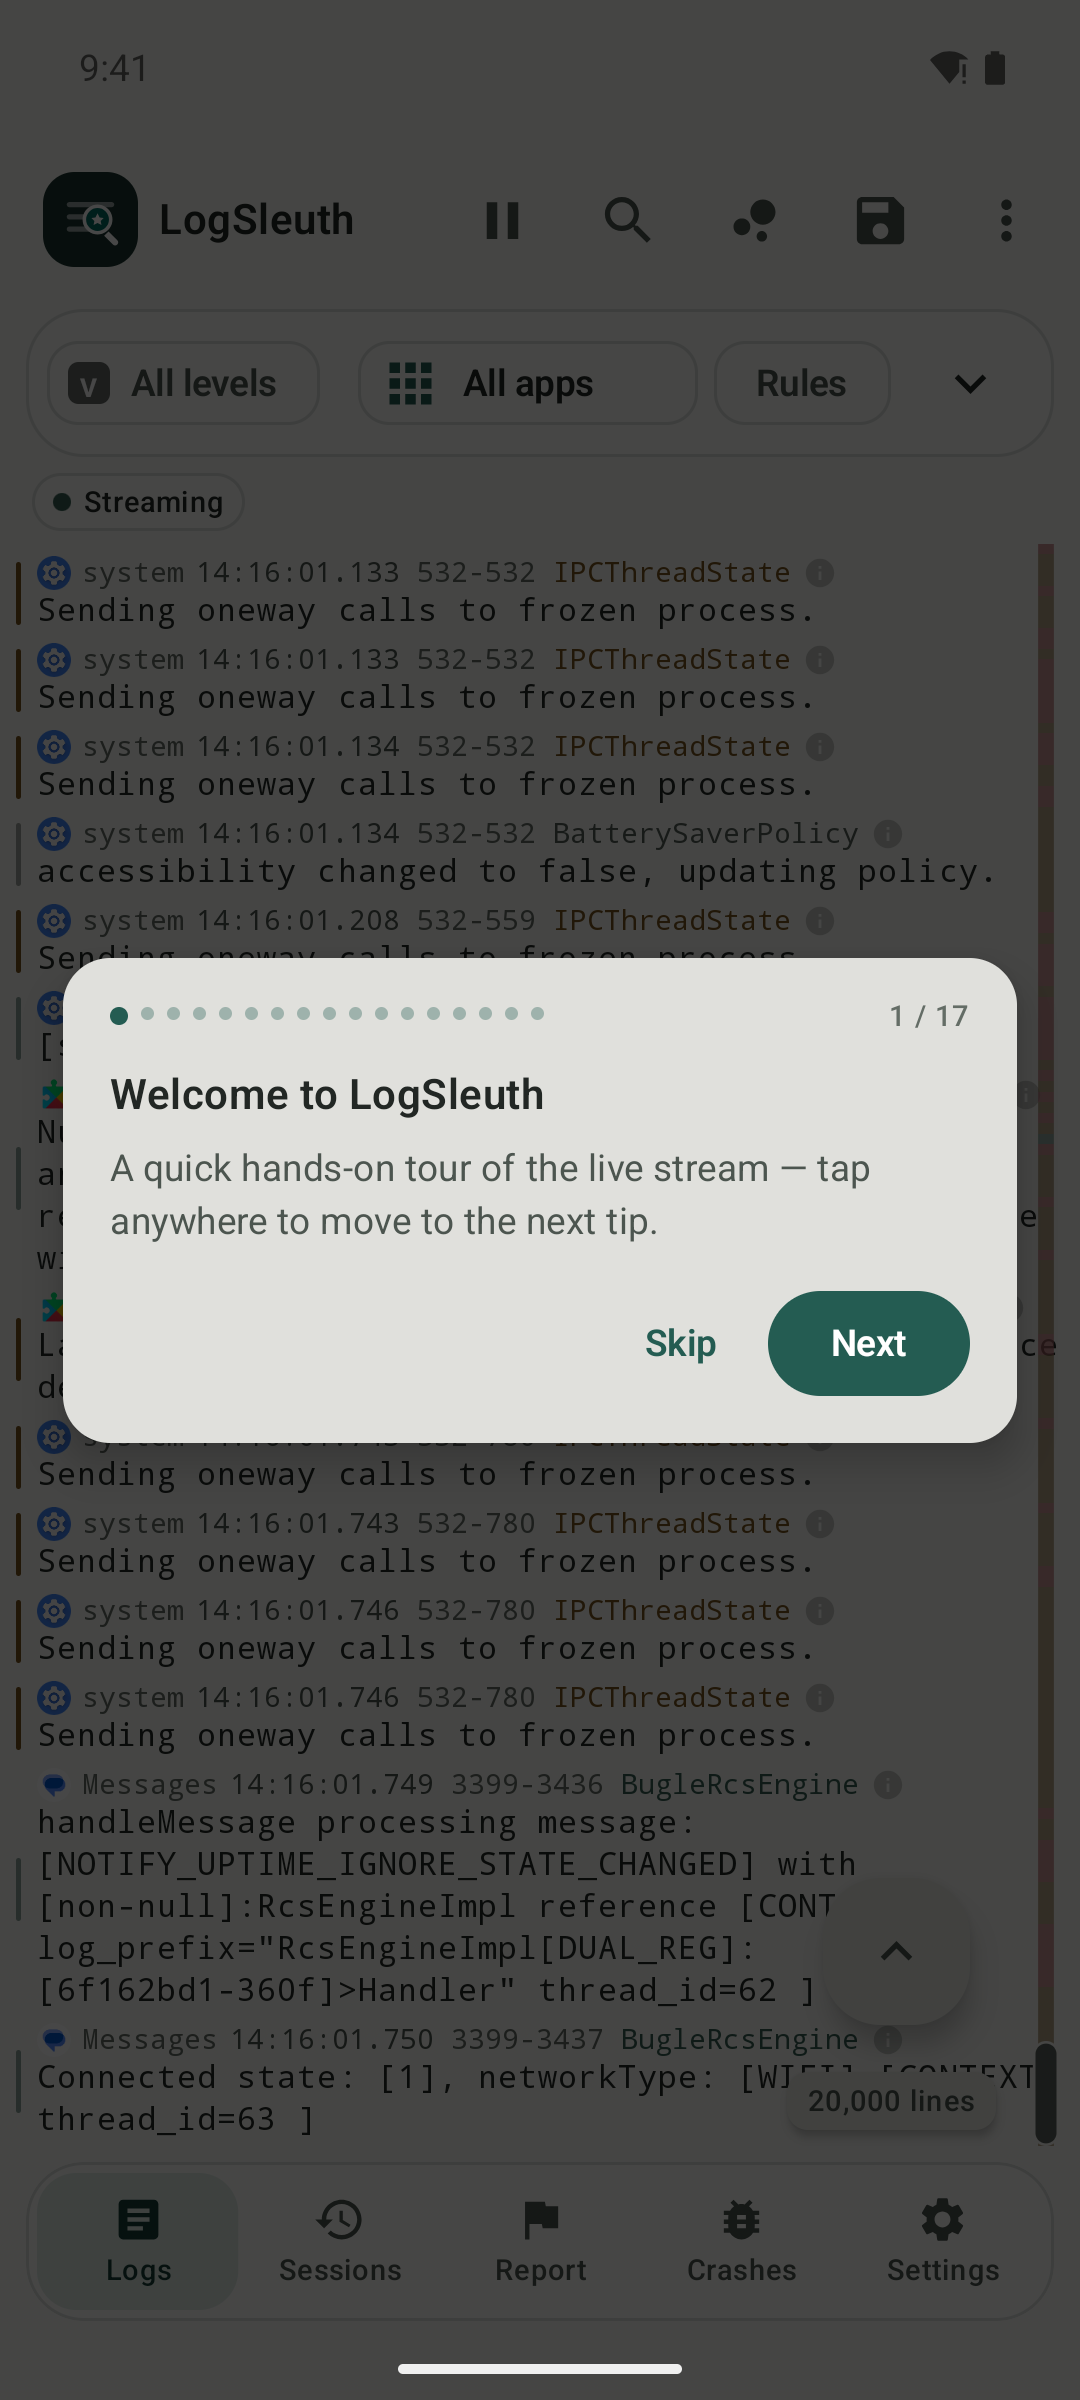 9:41
LogSleuth
V All levels
All apps
Rules
Streaming
system 14:16:01.133 532-532 IPCThreadState
Sending oneway calls to frozen process.
system 14:16:01.133 532-532 IPCThreadState
Sending oneway calls to frozen process.
system 14:16:01.134 532-532 IPCThreadState
Sending oneway calls to frozen process.
system 14:16:01.134 532-532 BatterySaverPolicy
accessibility changed to false, updating policy.
system 14:16:01.208 532-559 IPCThreadState
Sending oneway calls to frozen process.
1 / 17
Welcome to LogSleuth
A quick hands-on tour of the live stream — tap
anywhere to move to the next tip.
Skip
Next
Sending oneway calls to frozen process.
system 14:16:01.743 532-780 IPCThreadState
Sending oneway calls to frozen process.
system 14:16:01.746 532-780 IPCThreadState
Sending oneway calls to frozen process.
system 14:16:01.746 532-780 IPCThreadState
Sending oneway calls to frozen process.
Messages 14:16:01.749 3399-3436 BugleRcsEngine
handleMessage processing message:
[NOTIFY_UPTIME_IGNORE_STATE_CHANGED] with
[non-null]:RcsEngineImpl reference [CONT
log_prefix="RcsEngineImpl[DUAL_REG]:
[6f162bd1-360f]>Handler" thread_id=62 ]
Messages 14:16:01.750 3399-3437 BugleRcsEngine
Connected state: [1], networkType: [WIFI] [CONTEXT
thread_id=63 ]
20,000 lines
Logs
Sessions
Report
Crashes
Settings